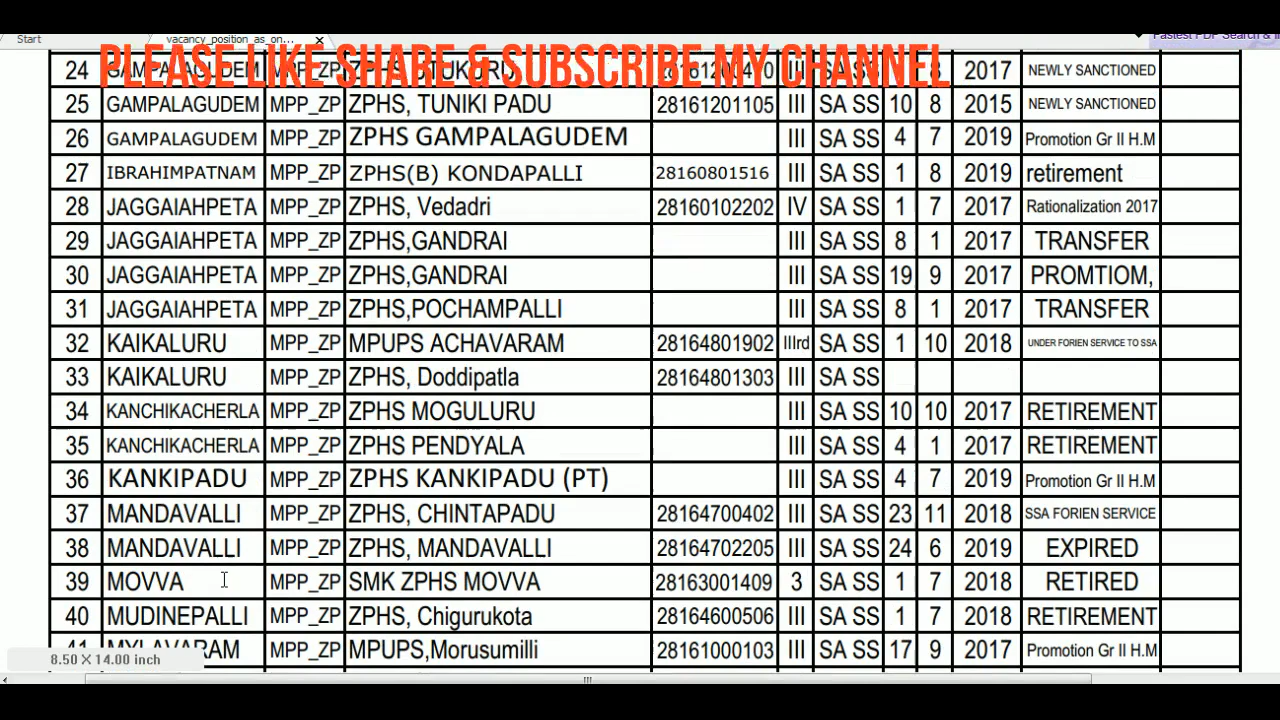 Start vacancy_position_as_on... ✕ Fastest PDF Search &
PLEASE LIKE SHARE & SUBSCRIBE MY CHANNEL
24 GAMPALAGUDEM MPP_ZP ZPHS, 2017 NEWLY SANCTIONED
25 GAMPALAGUDEM MPP_ZP ZPHS, TUNIKI PADU 28161201105 III SA SS 10 8 2015 NEWLY SANCTIONED
26 GAMPALAGUDEM MPP_ZP ZPHS GAMPALAGUDEM III SA SS 4 7 2019 Promotion Gr II H.M
27 IBRAHIMPATNAM MPP_ZP ZPHS(B) KONDAPALLI 28160801516 III SA SS 1 8 2019 retirement
28 JAGGAIAHPETA MPP_ZP ZPHS, Vedadri 28160102202 IV SA SS 1 7 2017 Rationalization 2017
29 JAGGAIAHPETA MPP_ZP ZPHS,GANDRAI III SA SS 8 1 2017 TRANSFER
30 JAGGAIAHPETA MPP_ZP ZPHS,GANDRAI III SA SS 19 9 2017 PROMTIOM,
31 JAGGAIAHPETA MPP_ZP ZPHS,POCHAMPALLI III SA SS 8 1 2017 TRANSFER
32 KAIKALURU MPP_ZP MPUPS ACHAVARAM 28164801902 IIIrd SA SS 1 10 2018 UNDER FORIEN SERVICE TO SSA
33 KAIKALURU MPP_ZP ZPHS, Doddipatla 28164801303 III SA SS
34 KANCHIKACHERLA MPP_ZP ZPHS MOGULURU III SA SS 10 10 2017 RETIREMENT
35 KANCHIKACHERLA MPP_ZP ZPHS PENDYALA III SA SS 4 1 2017 RETIREMENT
36 KANKIPADU MPP_ZP ZPHS KANKIPADU (PT) III SA SS 4 7 2019 Promotion Gr II H.M
37 MANDAVALLI MPP_ZP ZPHS, CHINTAPADU 28164700402 III SA SS 23 11 2018 SSA FORIEN SERVICE
38 MANDAVALLI MPP_ZP ZPHS, MANDAVALLI 28164702205 III SA SS 24 6 2019 EXPIRED
39 MOVVA MPP_ZP SMK ZPHS MOVVA 28163001409 3 SA SS 1 7 2018 RETIRED
40 MUDINEPALLI MPP_ZP ZPHS, Chigurukota 28164600506 III SA SS 1 7 2018 RETIREMENT
41 MYLAVARAM MPP_ZP MPUPS,Morusumilli 28161000103 III SA SS 17 9 2017 Promotion Gr II H.M
8.50 X 14.00 inch